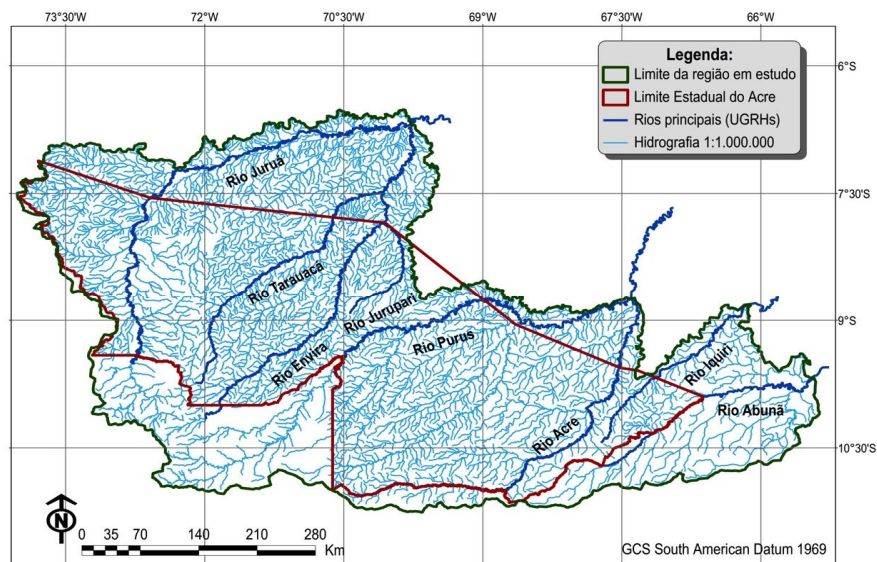 73°30'W 72°W 70°30'W 69°W 67°30'W 66°W
Legenda:
Limite da região em estudo
Limite Estadual do Acre
Rios principais (UGRHs)
Hidrografia 1:1.000.000
6°S
7°30'S
9°S
10°30'S
Rio Juruá
Rio Tarauacá
Rio Jurupari
Rio Envira
Rio Purus
Rio Iquiri
Rio Abunã
Rio Acre
N
0 35 70 140 210 280
Km
GCS South American Datum 1969